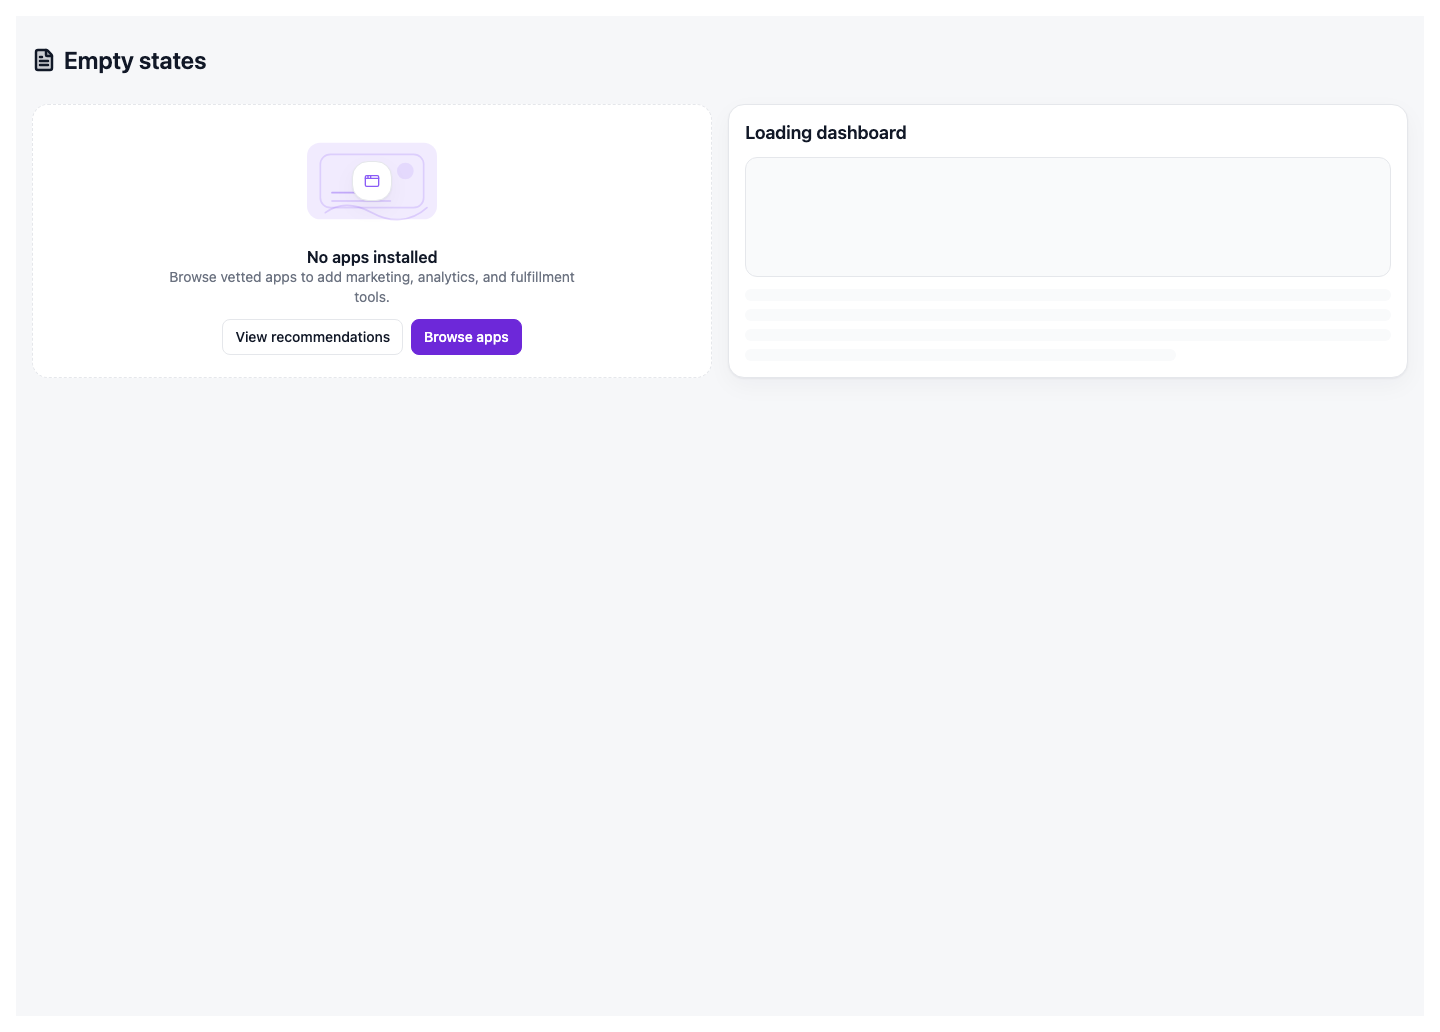 Empty states
No apps installed
Browse vetted apps to add marketing, analytics, and fulfillment
tools.
View recommendations
Browse apps
Loading dashboard